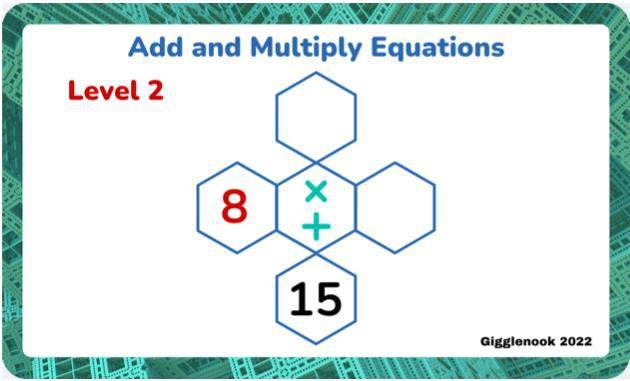 Add and Multiply Equations
Level 2
8
×
+
15
Gigglenook 2022